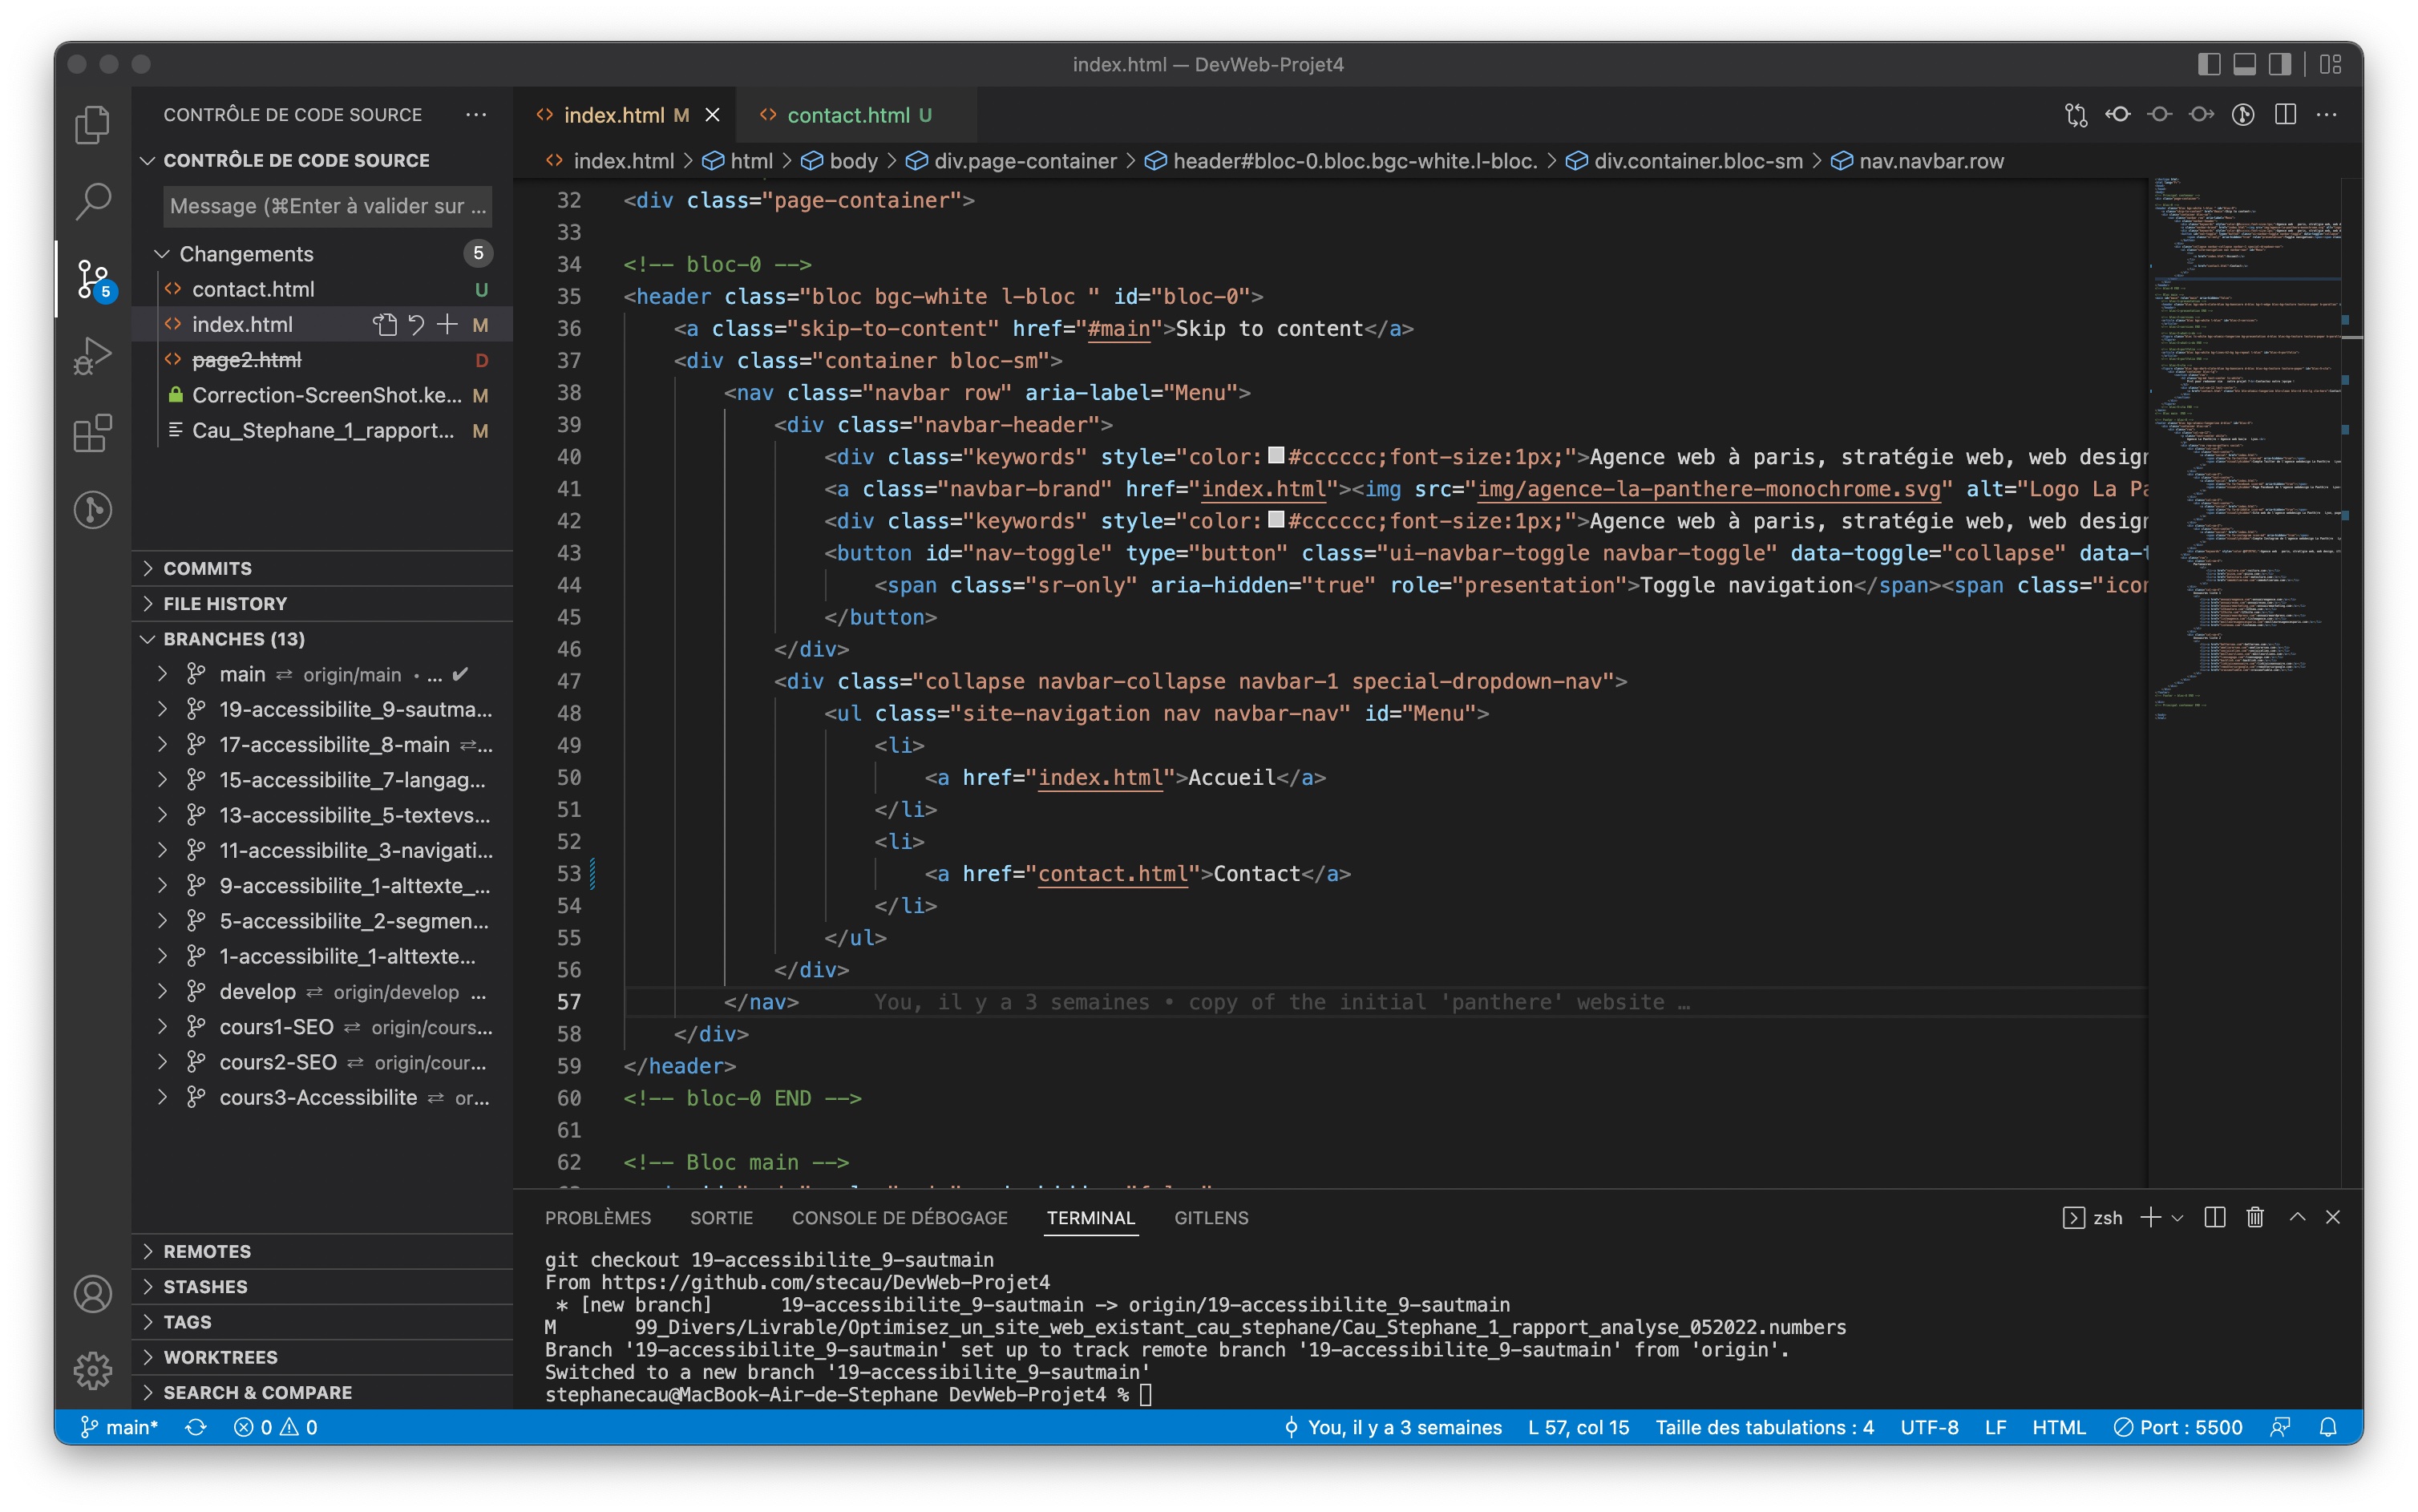 index.html — DevWeb-Projet4
CONTRÔLE DE CODE SOURCE
CONTRÔLE DE CODE SOURCE
Message (⌘Enter à valider sur ...
Changements 5
contact.html U
index.html M
page2.html D
Correction-ScreenShot.ke... M
Cau_Stephane_1_rapport... M
5
COMMITS
FILE HISTORY
BRANCHES (13)
main ⇄ origin/main • ... ✔
19-accessibilite_9-sautma...
17-accessibilite_8-main ⇄...
15-accessibilite_7-langag...
13-accessibilite_5-textevs...
11-accessibilite_3-navigati...
9-accessibilite_1-alttexte_...
5-accessibilite_2-segmen...
1-accessibilite_1-alttexte...
develop ⇄ origin/develop ...
cours1-SEO ⇄ origin/cours...
cours2-SEO ⇄ origin/cour...
cours3-Accessibilite ⇄ or...
REMOTES
STASHES
TAGS
WORKTREES
SEARCH & COMPARE
index.html M
contact.html U
index.html > html > body > div.page-container > header#bloc-0.bloc.bgc-white.l-bloc. > div.container.bloc-sm > nav.navbar.row
32 <div class="page-container">
33
34 <!-- bloc-0 -->
35 <header class="bloc bgc-white l-bloc " id="bloc-0">
36 <a class="skip-to-content" href="#main">Skip to content</a>
37 <div class="container bloc-sm">
38 <nav class="navbar row" aria-label="Menu">
39 <div class="navbar-header">
40 <div class="keywords" style="color:#cccccc;font-size:1px;">Agence web à paris, stratégie web, web design
41 <a class="navbar-brand" href="index.html"><img src="img/agence-la-panthere-monochrome.svg" alt="Logo La Pa
42 <div class="keywords" style="color:#cccccc;font-size:1px;">Agence web à paris, stratégie web, web design
43 <button id="nav-toggle" type="button" class="ui-navbar-toggle navbar-toggle" data-toggle="collapse" data-t
44 <span class="sr-only" aria-hidden="true" role="presentation">Toggle navigation</span><span class="icon
45 </button>
46 </div>
47 <div class="collapse navbar-collapse navbar-1 special-dropdown-nav">
48 <ul class="site-navigation nav navbar-nav" id="Menu">
49 <li>
50 <a href="index.html">Accueil</a>
51 </li>
52 <li>
53 <a href="contact.html">Contact</a>
54 </li>
55 </ul>
56 </div>
57 </nav> You, il y a 3 semaines • copy of the initial 'panthere' website …
58 </div>
59 </header>
60 <!-- bloc-0 END -->
61
62 <!-- Bloc main -->
PROBLÈMES SORTIE CONSOLE DE DÉBOGAGE TERMINAL GITLENS
zsh
git checkout 19-accessibilite_9-sautmain
From https://github.com/stecau/DevWeb-Projet4
* [new branch] 19-accessibilite_9-sautmain -> origin/19-accessibilite_9-sautmain
M 99_Divers/Livrable/Optimisez_un_site_web_existant_cau_stephane/Cau_Stephane_1_rapport_analyse_052022.numbers
Branch '19-accessibilite_9-sautmain' set up to track remote branch '19-accessibilite_9-sautmain' from 'origin'.
Switched to a new branch '19-accessibilite_9-sautmain'
stephanecau@MacBook-Air-de-Stephane DevWeb-Projet4 %
main* 0 0 You, il y a 3 semaines L 57, col 15 Taille des tabulations : 4 UTF-8 LF HTML Port : 5500